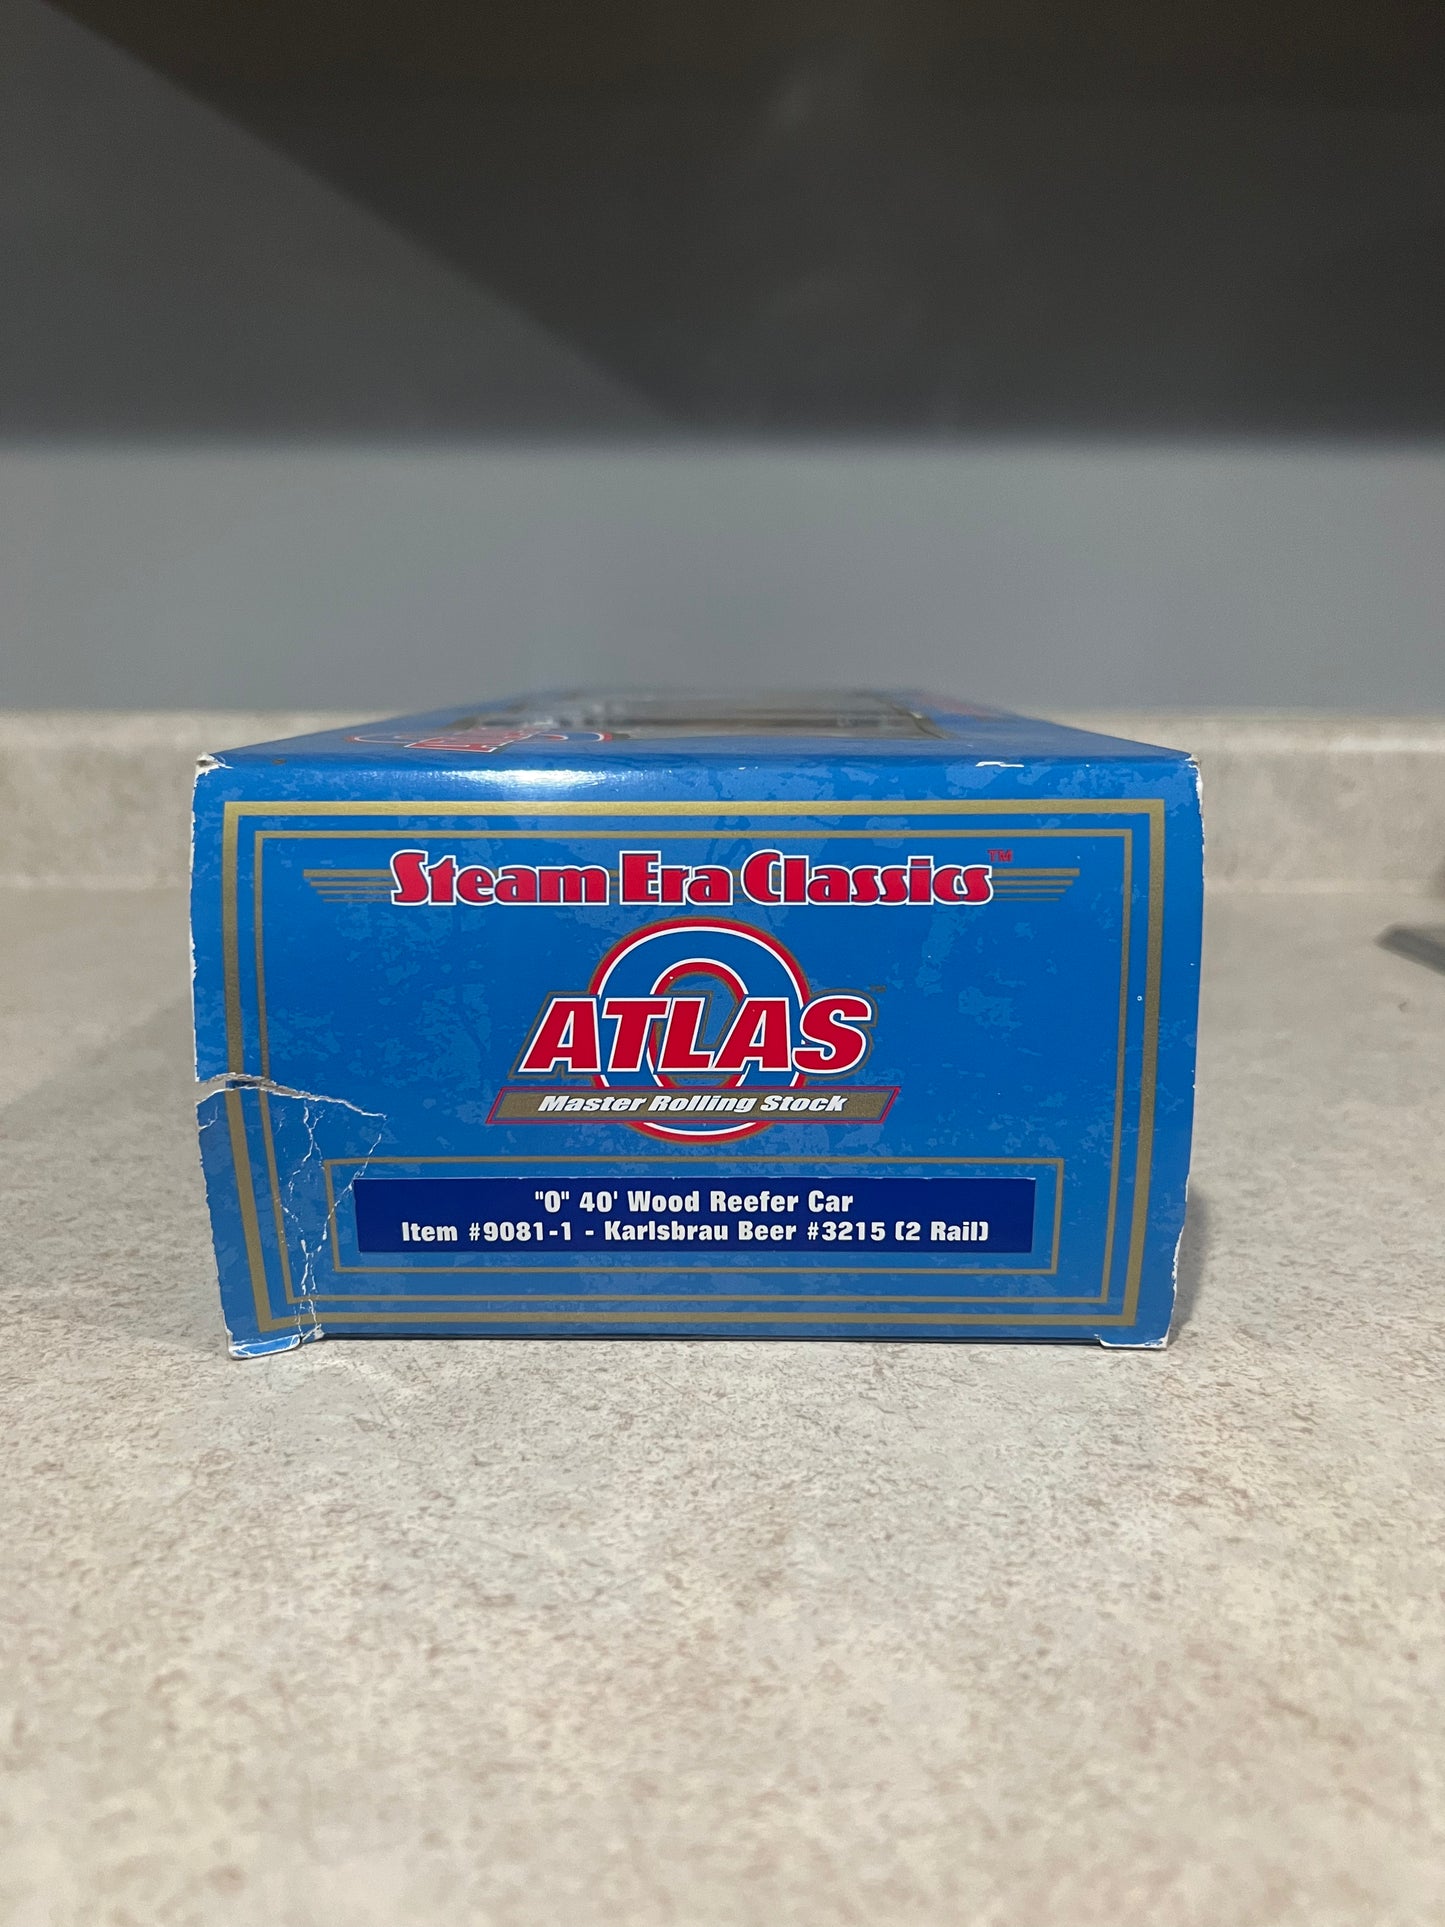 Steam Era Classics™
ATLAS
O
Master Rolling Stock
"O" 40' Wood Reefer Car
Item #9081-1 - Karlsbrau Beer #3215 (2 Rail)